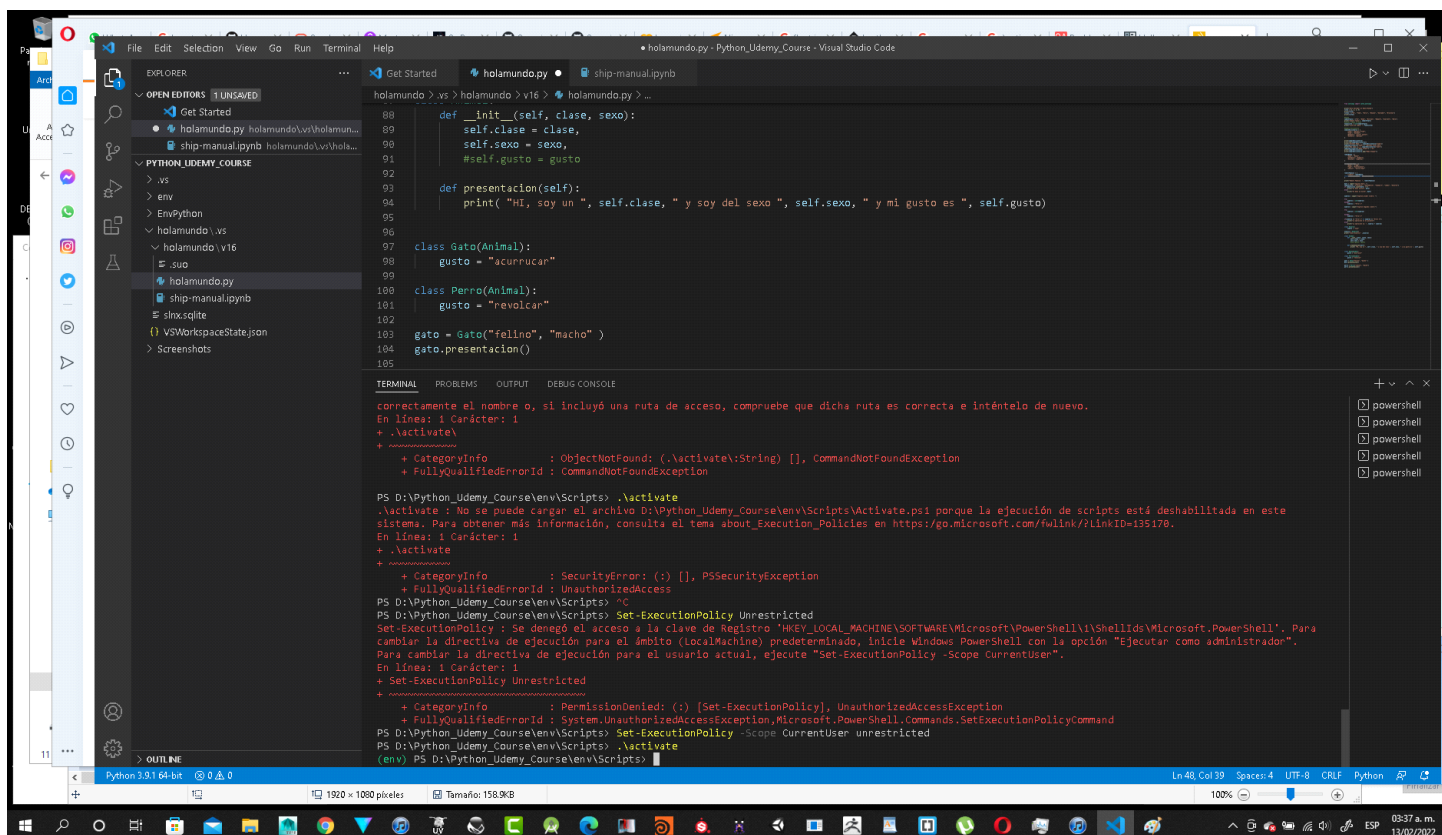 File Edit Selection View Go Run Terminal Help
● holamundo.py - Python_Udemy_Course - Visual Studio Code
EXPLORER
OPEN EDITORS 1 UNSAVED
Get Started
holamundo.py holamundo\.vs\holamun...
ship-manual.ipynb holamundo\.vs\hola...
PYTHON_UDEMY_COURSE
.vs
env
EnvPython
holamundo \ .vs
holamundo \ v16
.suo
holamundo.py
ship-manual.ipynb
slnx.sqlite
VSWorkspaceState.json
Screenshots
OUTLINE
Get Started holamundo.py ship-manual.ipynb
holamundo > .vs > holamundo > v16 > holamundo.py > ...
88 def __init__(self, clase, sexo):
89 self.clase = clase,
90 self.sexo = sexo,
91 #self.gusto = gusto
92
93 def presentacion(self):
94 print( "HI, soy un ", self.clase, " y soy del sexo ", self.sexo, " y mi gusto es ", self.gusto)
95
96
97 class Gato(Animal):
98 gusto = "acurrucar"
99
100 class Perro(Animal):
101 gusto = "revolcar"
102
103 gato = Gato("felino", "macho" )
104 gato.presentacion()
105
TERMINAL PROBLEMS OUTPUT DEBUG CONSOLE
correctamente el nombre o, si incluyó una ruta de acceso, compruebe que dicha ruta es correcta e inténtelo de nuevo.
En línea: 1 Carácter: 1
+ .\activate\
+ ~~~~~~~~~~~
+ CategoryInfo : ObjectNotFound: (.\activate\:String) [], CommandNotFoundException
+ FullyQualifiedErrorId : CommandNotFoundException
PS D:\Python_Udemy_Course\env\Scripts> .\activate
.\activate : No se puede cargar el archivo D:\Python_Udemy_Course\env\Scripts\Activate.ps1 porque la ejecución de scripts está deshabilitada en este
sistema. Para obtener más información, consulta el tema about_Execution_Policies en https:/go.microsoft.com/fwlink/?LinkID=135170.
En línea: 1 Carácter: 1
+ .\activate
+ ~~~~~~~~~~
+ CategoryInfo : SecurityError: (:) [], PSSecurityException
+ FullyQualifiedErrorId : UnauthorizedAccess
PS D:\Python_Udemy_Course\env\Scripts> ^C
PS D:\Python_Udemy_Course\env\Scripts> Set-ExecutionPolicy Unrestricted
Set-ExecutionPolicy : Se denegó el acceso a la clave de Registro 'HKEY_LOCAL_MACHINE\SOFTWARE\Microsoft\PowerShell\1\ShellIds\Microsoft.PowerShell'. Para
cambiar la directiva de ejecución para el ámbito (LocalMachine) predeterminado, inicie Windows PowerShell con la opción "Ejecutar como administrador".
Para cambiar la directiva de ejecución para el usuario actual, ejecute "Set-ExecutionPolicy -Scope CurrentUser".
En línea: 1 Carácter: 1
+ Set-ExecutionPolicy Unrestricted
+ ~~~~~~~~~~~~~~~~~~~~~~~~~~~~~~~~
+ CategoryInfo : PermissionDenied: (:) [Set-ExecutionPolicy], UnauthorizedAccessException
+ FullyQualifiedErrorId : System.UnauthorizedAccessException,Microsoft.PowerShell.Commands.SetExecutionPolicyCommand
PS D:\Python_Udemy_Course\env\Scripts> Set-ExecutionPolicy -Scope CurrentUser unrestricted
PS D:\Python_Udemy_Course\env\Scripts> .\activate
(env) PS D:\Python_Udemy_Course\env\Scripts>
powershell
powershell
powershell
powershell
powershell
Python 3.9.1 64-bit 0 0
Ln 48, Col 39 Spaces: 4 UTF-8 CRLF Python
1920 × 1080 píxeles Tamaño: 158.9KB 100%
ESP 03:37 a. m.
13/02/2022